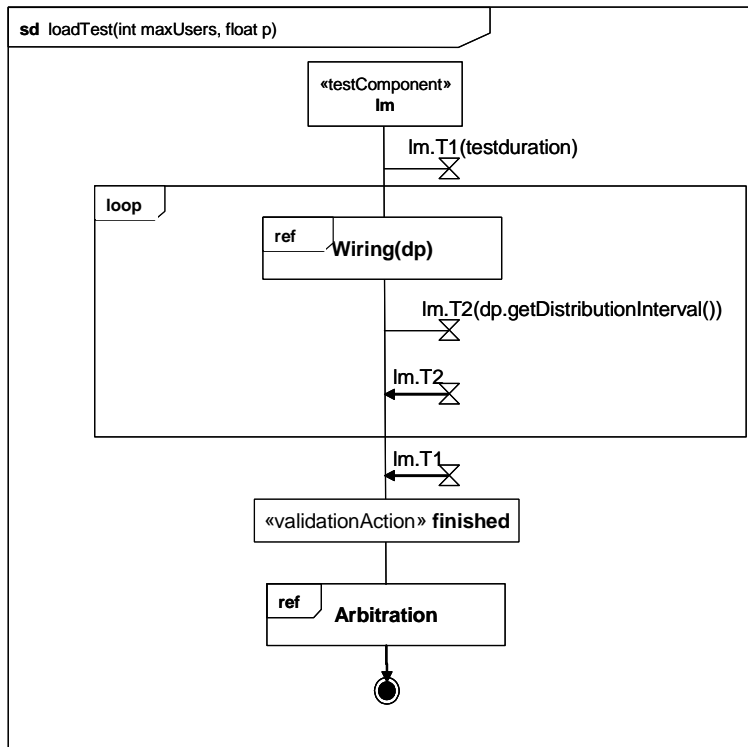 sd loadTest(int maxUsers, float p)
«testComponent»
lm
lm.T1(testduration)
loop
ref
Wiring(dp)
lm.T2(dp.getDistributionInterval())
lm.T2
lm.T1
«validationAction» finished
ref
Arbitration